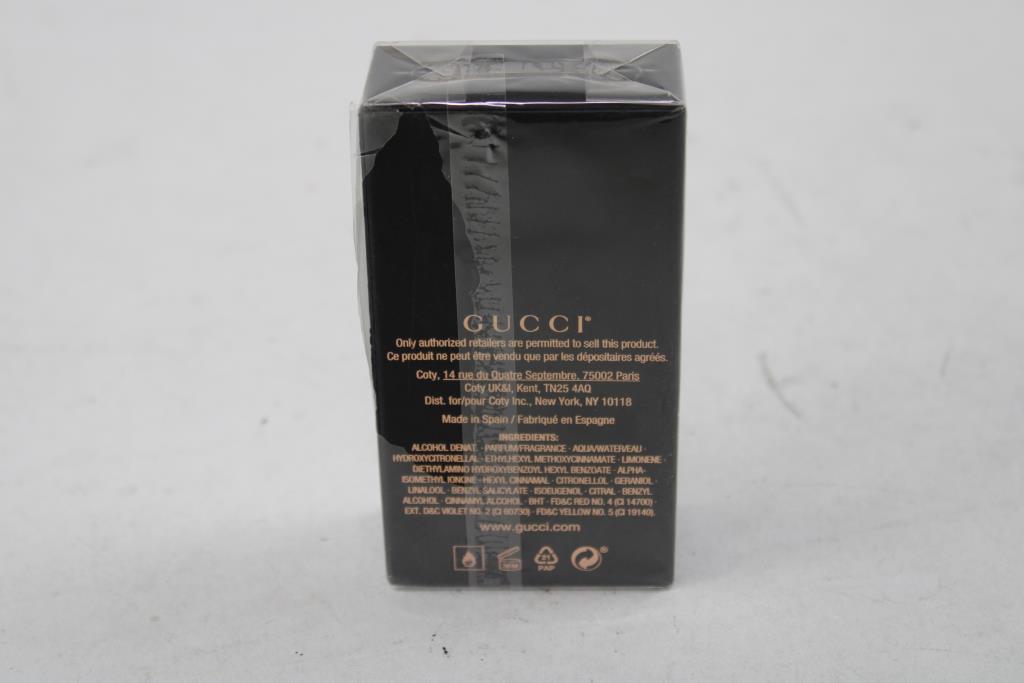 GUCCI®
Only authorized retailers are permitted to sell this product.
Ce produit ne peut être vendu que par les dépositaires agréés.
Coty, 14 rue du Quatre Septembre, 75002 Paris
Coty UK&I, Kent, TN25 4AQ
Dist. for/pour Coty Inc., New York, NY 10118
Made in Spain / Fabriqué en Espagne
INGREDIENTS:
ALCOHOL DENAT. · PARFUM/FRAGRANCE · AQUA/WATER/EAU ·
HYDROXYCITRONELLAL · ETHYLHEXYL METHOXYCINNAMATE · LIMONENE ·
DIETHYLAMINO HYDROXYBENZOYL HEXYL BENZOATE · ALPHA-
ISOMETHYL IONONE · HEXYL CINNAMAL · CITRONELLOL · GERANIOL ·
LINALOOL · BENZYL SALICYLATE · ISOEUGENOL · CITRAL · BENZYL
ALCOHOL · CINNAMYL ALCOHOL · BHT · FD&C RED NO. 4 (CI 14700) ·
EXT. D&C VIOLET NO. 2 (CI 60730) · FD&C YELLOW NO. 5 (CI 19140).
www.gucci.com
36M
21
PAP
®